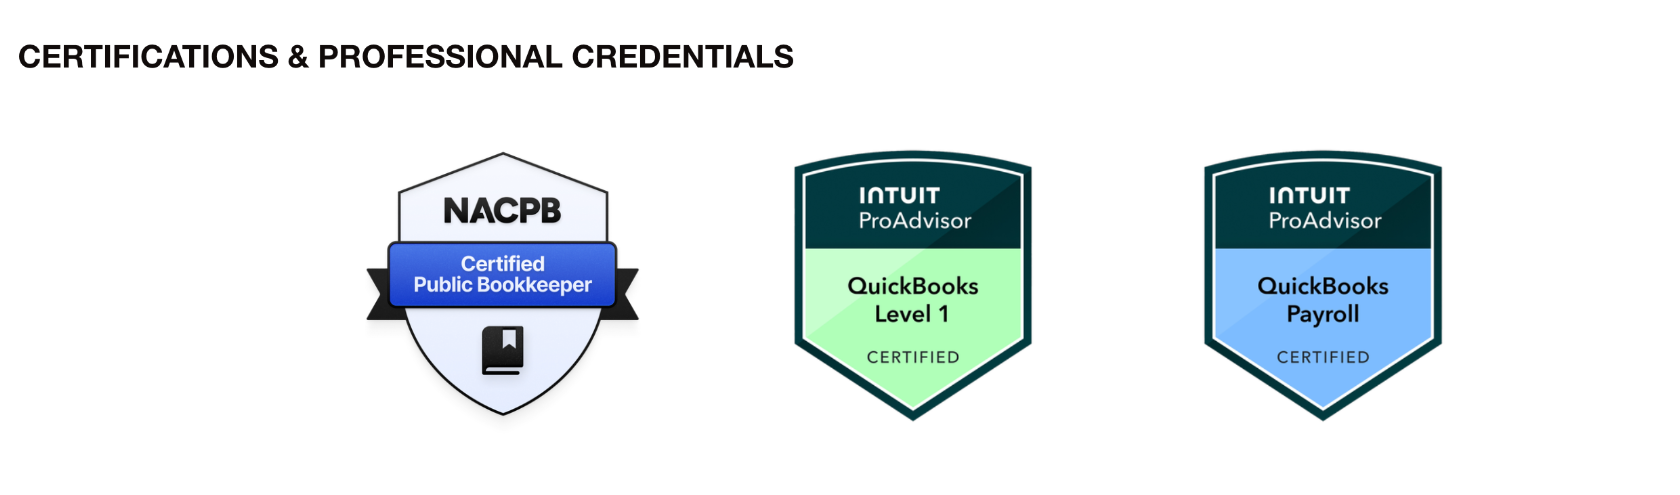 CERTIFICATIONS & PROFESSIONAL CREDENTIALS
NACPB
Certified
Public Bookkeeper
INTUIT
ProAdvisor
QuickBooks
Level 1
CERTIFIED
INTUIT
ProAdvisor
QuickBooks
Payroll
CERTIFIED